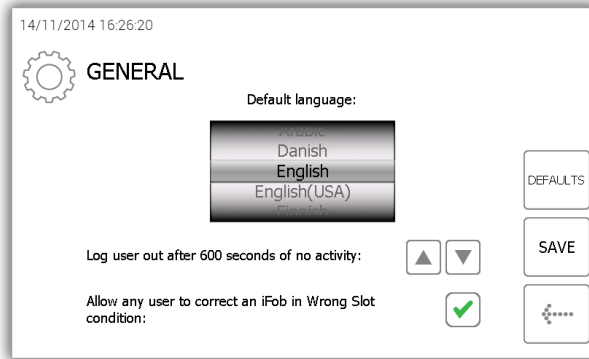 14/11/2014 16:26:20
GENERAL
Default language:
Arabic
Danish
English
English(USA)
Finnish
DEFAULTS
Log user out after 600 seconds of no activity:
SAVE
Allow any user to correct an iFob in Wrong Slot
condition: